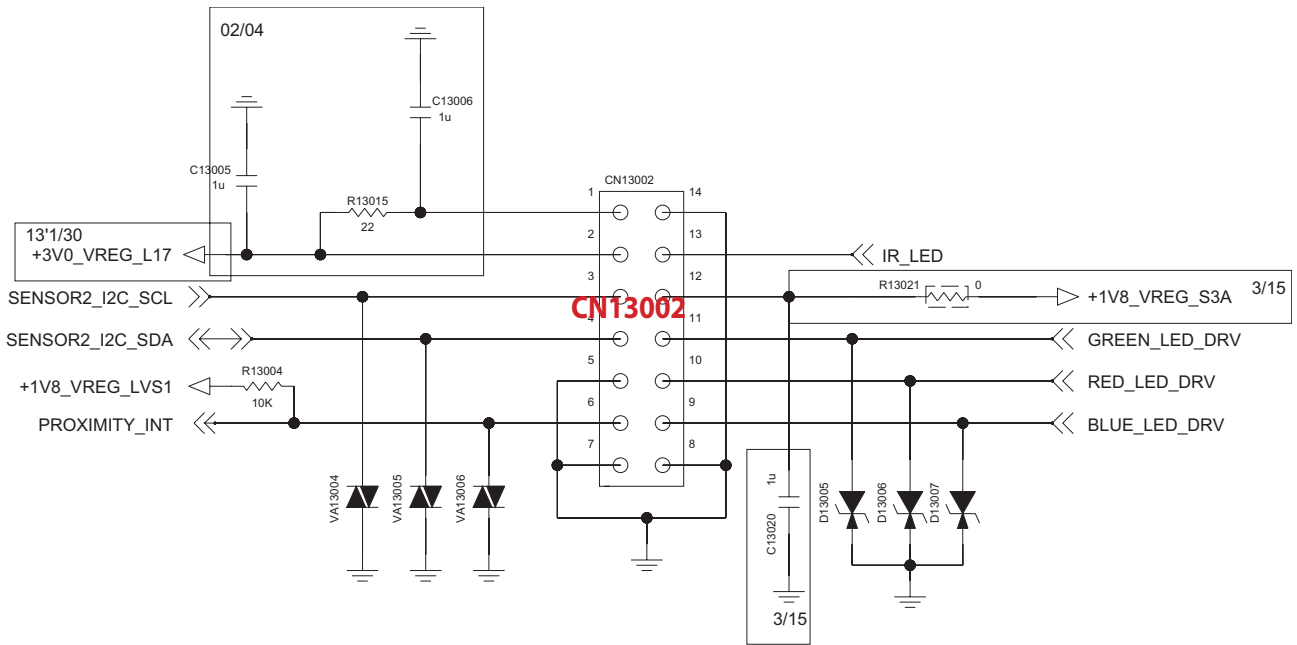 02/04
C13006
1u
C13005
1u
CN13002
1
14
R13015
22
13'1/30
+3V0_VREG_L17
2
13
IR_LED
SENSOR2_I2C_SCL
3
12
R13021
0
+1V8_VREG_S3A
3/15
CN13002
SENSOR2_I2C_SDA
4
11
GREEN_LED_DRV
+1V8_VREG_LVS1
R13004
10K
5
10
RED_LED_DRV
PROXIMITY_INT
6
9
BLUE_LED_DRV
7
8
VA13004
VA13005
VA13006
1u
C13020
D13005
D13006
D13007
3/15